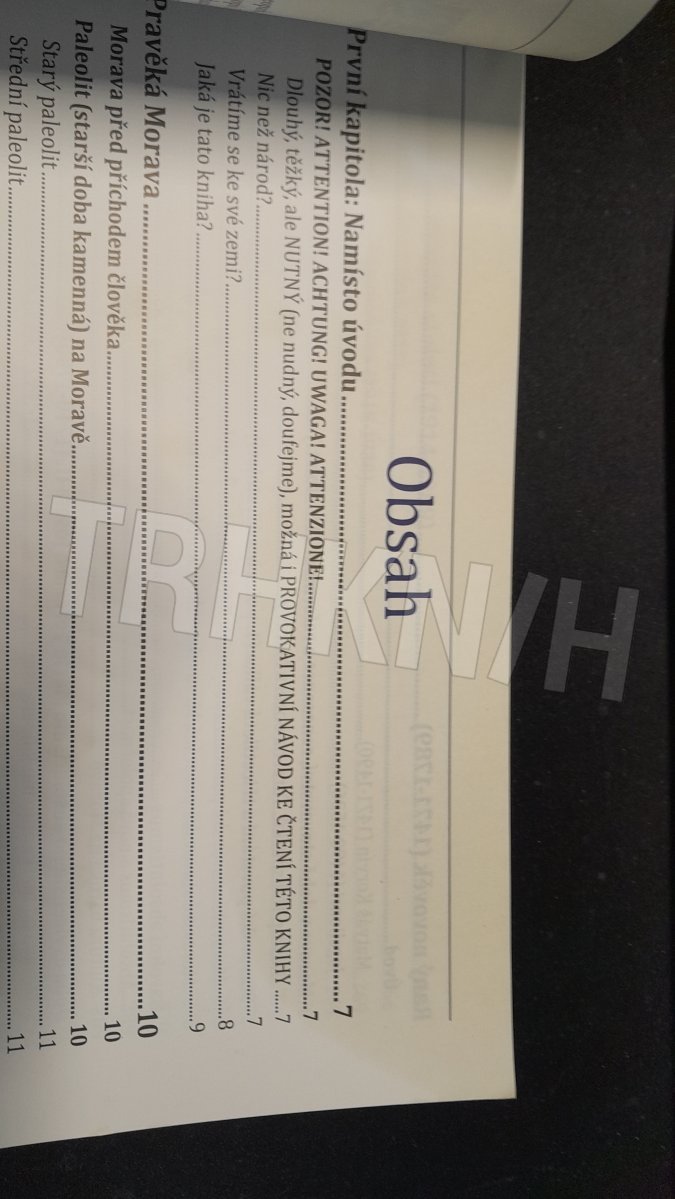 Obsah
První kapitola: Namísto úvodu 7
POZOR! ATTENTION! ACHTUNG! UWAGA! ATTENZIONE! 7
Dlouhý, těžký, ale NUTNÝ (ne nudný, doufejme), možná i PROVOKATIVNÍ NÁVOD KE ČTENÍ TÉTO KNIHY 7
Nic než národ? 7
Vrátíme se ke své zemi? 8
Jaká je tato kniha? 9
Pravěká Morava 10
Morava před příchodem člověka 10
Paleolit (starší doba kamenná) na Moravě 10
Starý paleolit 11
Střední paleolit 11
TRHKNIH